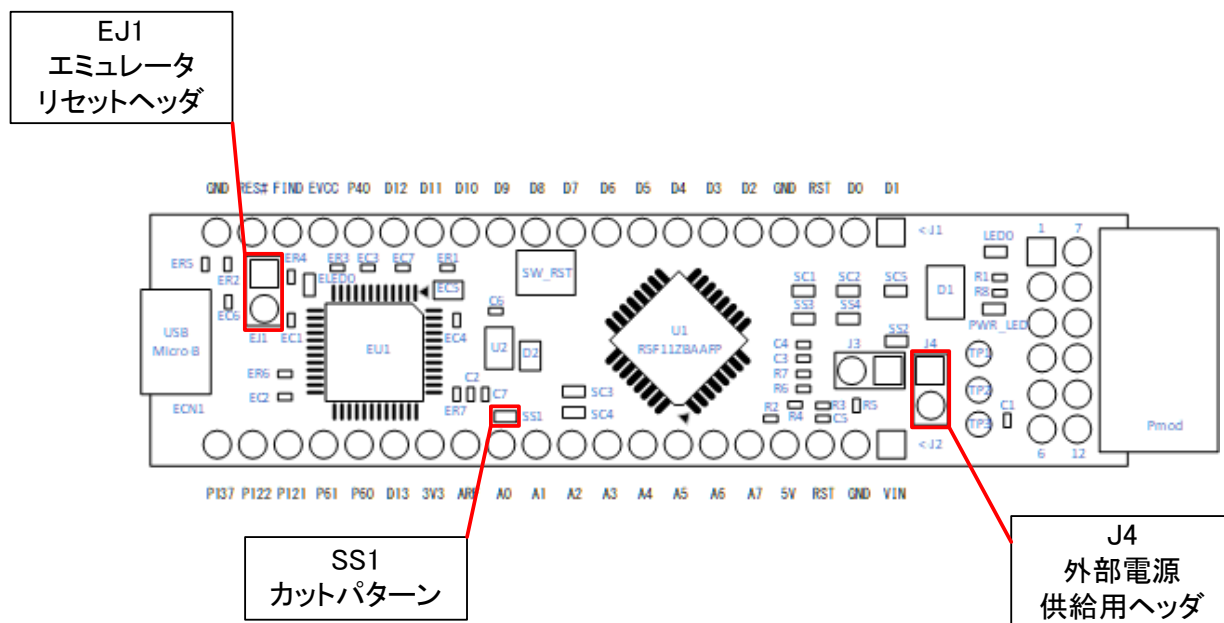 EJ1
エミュレータ
リセットヘッダ
GND RES# FIND EVCC P40 D12 D11 D10 D9 D8 D7 D6 D5 D4 D3 D2 GND RST D0 D1
<-J1
1 7
LED0
ER5
ER2
ER4
ER3 EC3 EC7 ER1
ELED0
EC5
SW_RST
SC1 SC2 SC5
D1
R1
R8
EC6
EJ1
EC1
EC4
C6
SS3 SS4
PWR_LED
SS2
USB
Micro B
EU1
U2
D2
U1
R5F11ZBAAFP
C4
C3
R7
R6
J3
J4
TP1
TP2
TP3
ER6
EC2
ECN1
C2
C7
ER7
SS1
SC3
SC4
R2
R4
R3
C5
R5
C1
<-J2
6 12
Pmod
P137 P122 P121 P61 P60 D13 3V3 A0 A1 A2 A3 A4 A5 A6 A7 5V RST GND VIN
SS1
カットパターン
J4
外部電源
供給用ヘッダ